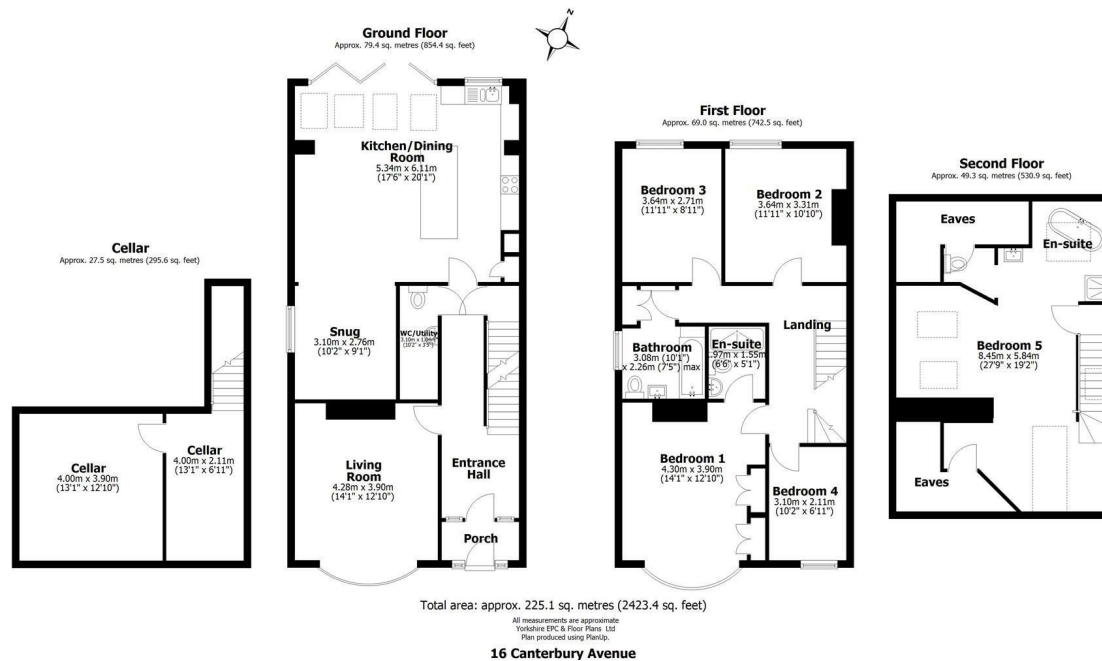 N
Ground Floor
Approx. 79.4 sq. metres (854.4 sq. feet)
Kitchen/Dining
Room
5.34m x 6.11m
(17'6" x 20'1")
Snug
3.10m x 2.76m
(10'2" x 9'1")
WC/Utility
(10'2" x 3'5")
Living
Room
4.28m x 3.90m
(14'1" x 12'10")
Entrance
Hall
Porch
Cellar
Approx. 27.5 sq. metres (295.6 sq. feet)
Cellar
4.00m x 3.90m
(13'1" x 12'10")
Cellar
4.00m x 2.11m
(13'1" x 6'11")
First Floor
Approx. 69.0 sq. metres (742.5 sq. feet)
Bedroom 3
3.64m x 2.71m
(11'11" x 8'11")
Bedroom 2
3.64m x 3.31m
(11'11" x 10'10")
Landing
Bathroom
3.08m (10'1")
x 2.26m (7'5") max
En-suite
.97m x 1.55m
(6'6" x 5'1")
Bedroom 1
4.30m x 3.90m
(14'1" x 12'10")
Bedroom 4
3.10m x 2.11m
(10'2" x 6'11")
Second Floor
Approx. 49.3 sq. metres (530.9 sq. feet)
Eaves
En-suite
Bedroom 5
8.45m x 5.84m
(27'9" x 19'2")
Eaves
Total area: approx. 225.1 sq. metres (2423.4 sq. feet)
All measurements are approximate
Yorkshire EPC & Floor Plans Ltd
Plan produced using PlanUp.
16 Canterbury Avenue